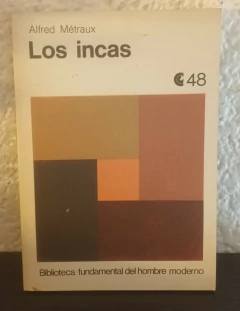 Alfred Métraux
Los incas
48
Biblioteca fundamental del hombre moderno